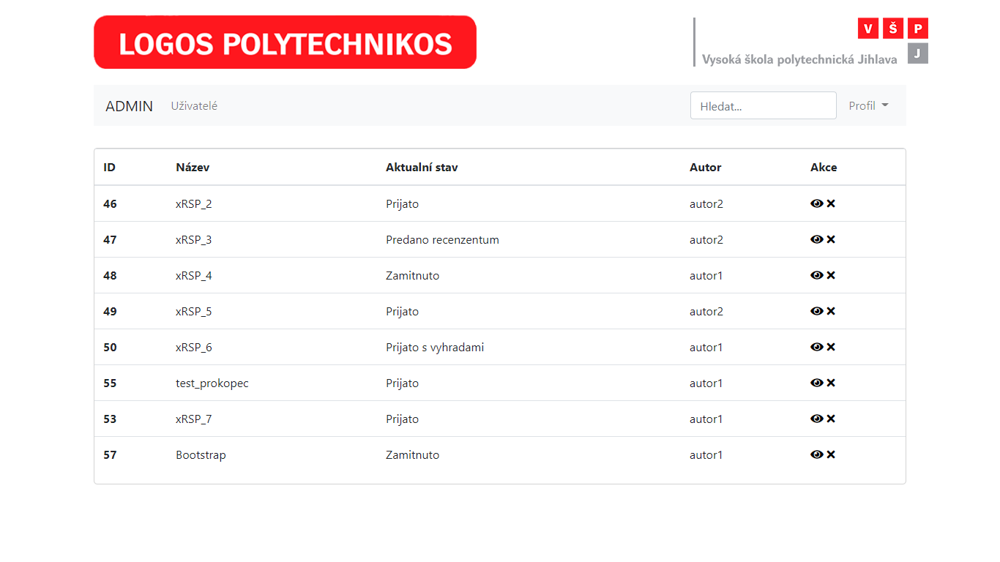 LOGOS POLYTECHNIKOS
V Š P
J
Vysoká škola polytechnická Jihlava
ADMIN Uživatelé Hledat... Profil
ID Název Aktualní stav Autor Akce
46 xRSP_2 Prijato autor2
47 xRSP_3 Predano recenzentum autor2
48 xRSP_4 Zamitnuto autor1
49 xRSP_5 Prijato autor2
50 xRSP_6 Prijato s vyhradami autor1
55 test_prokopec Prijato autor1
53 xRSP_7 Prijato autor1
57 Bootstrap Zamitnuto autor1